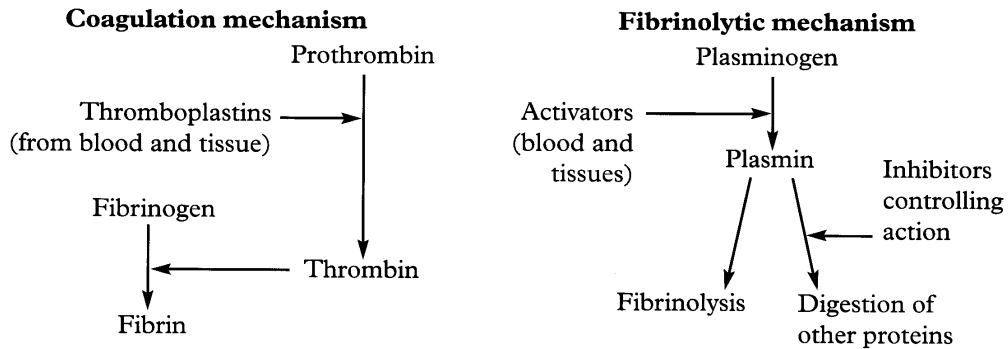 Coagulation mechanism
Prothrombin
Thromboplastins
(from blood and tissue)
Fibrinogen
Thrombin
Fibrin
Fibrinolytic mechanism
Plasminogen
Activators
(blood and
tissues)
Plasmin
Inhibitors
controlling
action
Fibrinolysis
Digestion of
other proteins